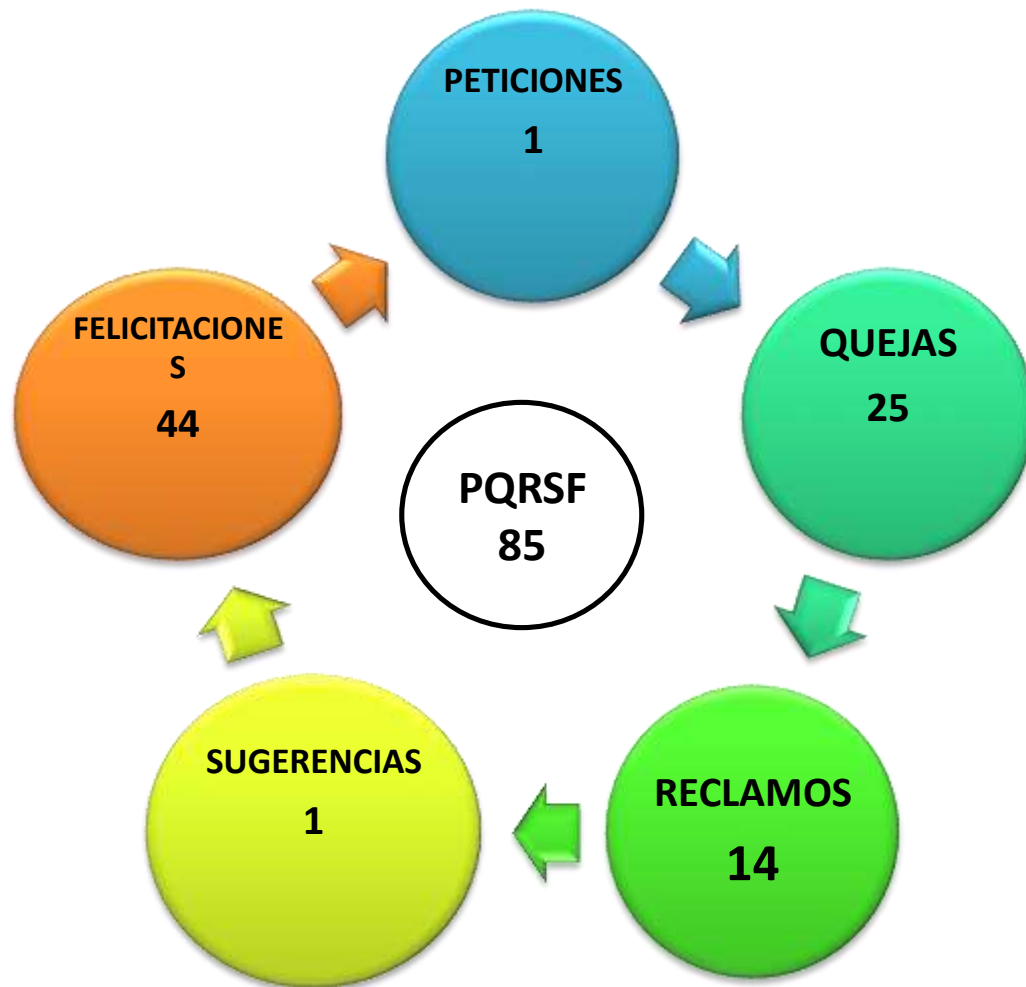 PETICIONES
1
QUEJAS
25
RECLAMOS
14
SUGERENCIAS
1
FELICITACIONE
S
44
PQRSF
85